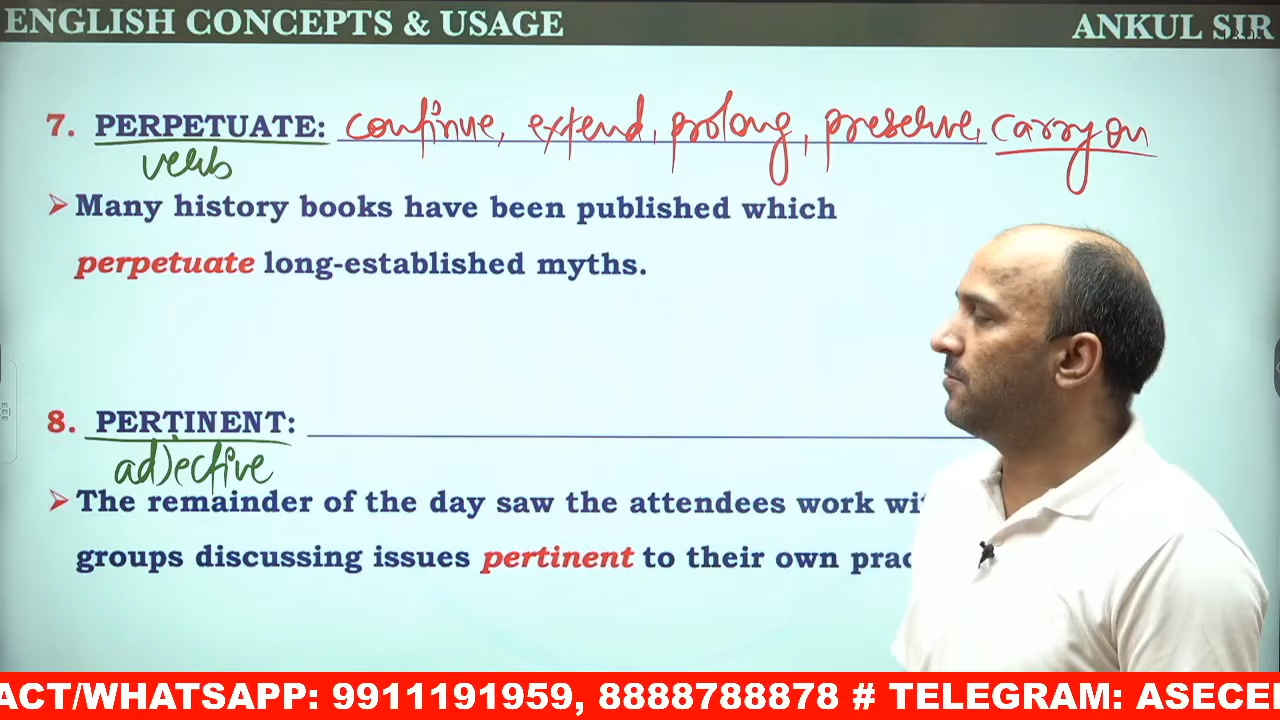 ENGLISH CONCEPTS & USAGE ANKUL SIR
7. PERPETUATE: continue, extend, prolong, preserve, carry on
verb
➢ Many history books have been published which
perpetuate long-established myths.
8. PERTINENT:
adjective
➢ The remainder of the day saw the attendees work
groups discussing issues pertinent to their own
ACT/WHATSAPP: 9911191959, 8888788878 # TELEGRAM: ASECE